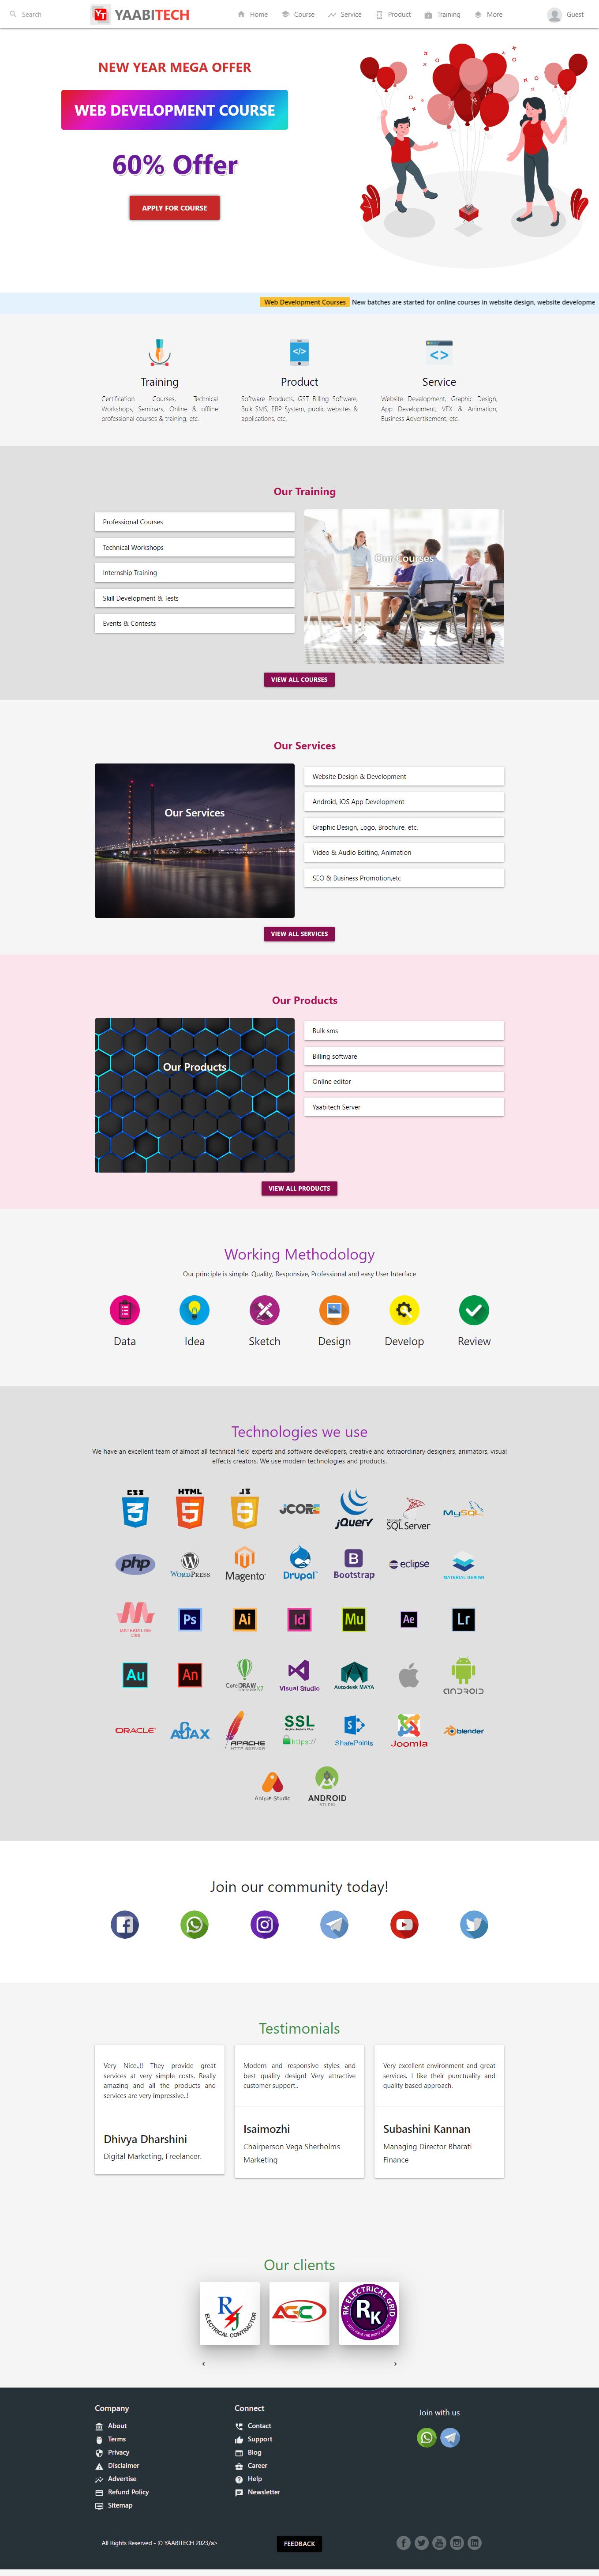 Search
YT YAABITECH
Home
Course
Service
Product
Training
More
Guest
NEW YEAR MEGA OFFER
WEB DEVELOPMENT COURSE
60% Offer
APPLY FOR COURSE
Web Development Courses New batches are started for online courses in website design, website developme
Training
Certification Courses, Technical
Workshops, Seminars, Online & offline
professional courses & training, etc.
Product
Software Products, GST Billing Software,
Bulk SMS, ERP System, public websites &
applications, etc.
Service
Website Development, Graphic Design,
App Development, VFX & Animation,
Business Advertisement, etc.
Our Training
Professional Courses
Technical Workshops
Internship Training
Skill Development & Tests
Events & Contests
Our Courses
VIEW ALL COURSES
Our Services
Our Services
Website Design & Development
Android, iOS App Development
Graphic Design, Logo, Brochure, etc.
Video & Audio Editing, Animation
SEO & Business Promotion,etc
VIEW ALL SERVICES
Our Products
Our Products
Bulk sms
Billing software
Online editor
Yaabitech Server
VIEW ALL PRODUCTS
Working Methodology
Our principle is simple. Quality, Responsive, Professional and easy User Interface
Data
Idea
Sketch
Design
Develop
Review
Technologies we use
We have an excellent team of almost all technical field experts and software developers, creative and extraordinary designers, animators, visual
effects creators. We use modern technologies and products.
CSS
3
HTML
5
JS
JCORE
jQuery
SQL Server
MySQL
php
WORDPRESS
Magento
Drupal
B
Bootstrap
eclipse
MATERIAL DESIGN
MATERIALIZE
CSS
Ps
Ai
Id
Mu
Ae
Lr
Au
An
CorelDRAW X7
Visual Studio
Autodesk MAYA
ANDROID
ORACLE
AJAX
APACHE
HTTP SERVER
SSL
https://
S
SharePoints
Joomla
blender
Anime Studio
ANDROID
STUDIO
Join our community today!
Testimonials
Very Nice..!! They provide great
services at very simple costs. Really
amazing and all the products and
services are very impressive..!
Dhivya Dharshini
Digital Marketing, Freelancer.
Modern and responsive styles and
best quality design! Very attractive
customer support..
Isaimozhi
Chairperson Vega Sherholms
Marketing
Very excellent environment and great
services. I like their punctuality and
quality based approach.
Subashini Kannan
Managing Director Bharati
Finance
Our clients
RJ
ELECTRICAL CONTRACTOR
AGC
RK ELECTRICAL GRID
RK
Company
About
Terms
Privacy
Disclaimer
Advertise
Refund Policy
Sitemap
Connect
Contact
Support
Blog
Career
Help
Newsletter
Join with us
All Rights Reserved - © YAABITECH 2023/a>
FEEDBACK